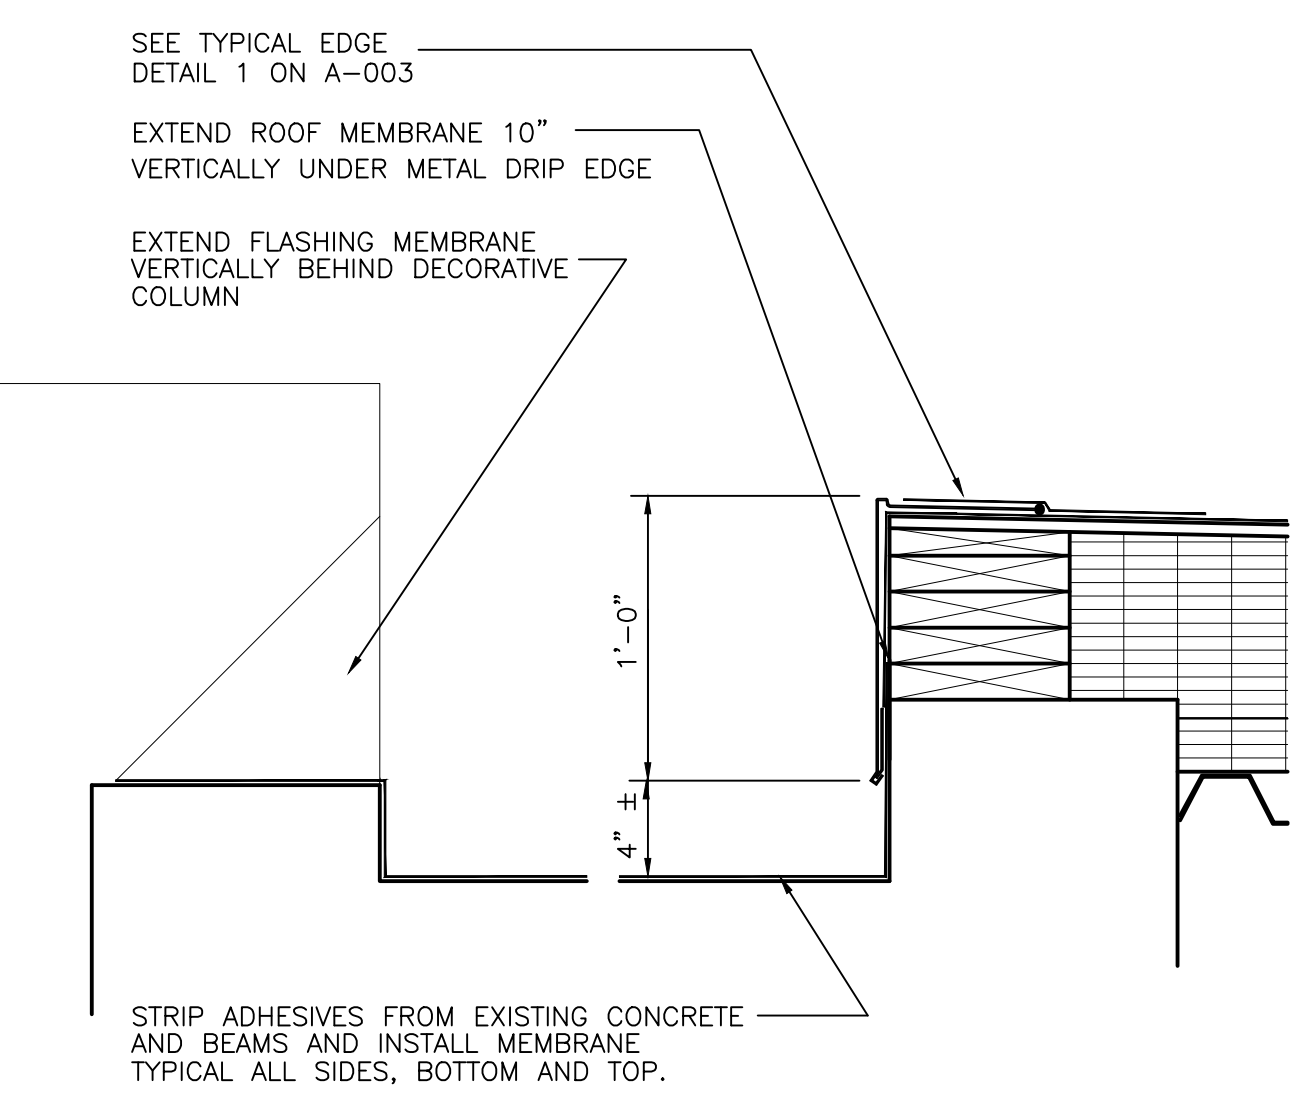 SEE TYPICAL EDGE
DETAIL 1 ON A-003
EXTEND ROOF MEMBRANE 10"
VERTICALLY UNDER METAL DRIP EDGE
EXTEND FLASHING MEMBRANE
VERTICALLY BEHIND DECORATIVE
COLUMN
1'-0"
4" ±
STRIP ADHESIVES FROM EXISTING CONCRETE
AND BEAMS AND INSTALL MEMBRANE
TYPICAL ALL SIDES, BOTTOM AND TOP.